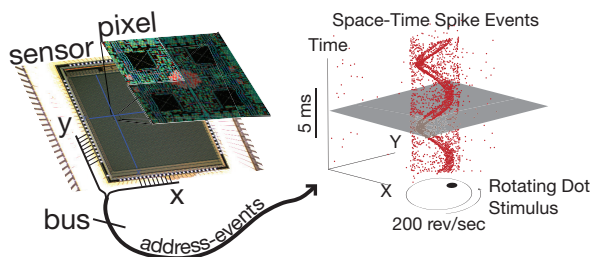 pixel
sensor
y
x
bus
address-events
Space-Time Spike Events
Time
5 ms
Y
X
Rotating Dot
Stimulus
200 rev/sec